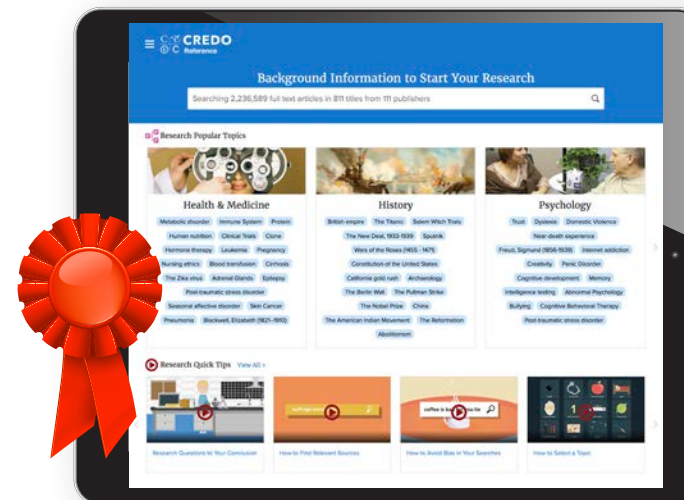 CREDO
Reference
Background Information to Start Your Research
Searching 2,236,589 full text articles in 811 titles from 111 publishers
Research Popular Topics
Health & Medicine
Metabolic disorder Immune System Protein
Human nutrition Clinical Trials Clone
Hormone therapy Leukemia Pregnancy
Nursing ethics Blood transfusion Cirrhosis
The Zika virus Adrenal Glands Epilepsy
Post-traumatic stress disorder
Seasonal affective disorder Skin Cancer
Pneumonia Blackwell, Elizabeth (1821-1910)
History
British empire The Titanic Salem Witch Trials
The New Deal, 1933-1939 Sputnik
Wars of the Roses (1455 - 1471)
Constitution of the United States
California gold rush Archaeology
The Berlin Wall The Pullman Strike
The Nobel Prize China
The American Indian Movement The Reformation
Abolitionism
Psychology
Trust Dyslexia Domestic Violence
Near-death experience
Freud, Sigmund (1856-1939) Internet addiction
Creativity Panic Disorder
Cognitive development Memory
Intelligence testing Abnormal Psychology
Bullying Cognitive Behavioral Therapy
Post-traumatic stress disorder
Research Quick Tips View All »
coffee is
Research Questions to Your Conclusion
How to Find Relevant Sources
How to Avoid Bias in Your Searches
How to Select a Topic